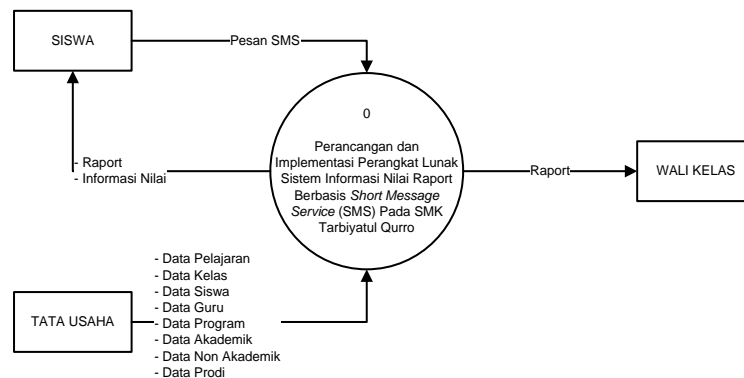 SISWA
Pesan SMS
0
Perancangan dan
Implementasi Perangkat Lunak
Sistem Informasi Nilai Raport
Berbasis Short Message
Service (SMS) Pada SMK
Tarbiyatul Qurro
- Raport
- Informasi Nilai
Raport
WALI KELAS
TATA USAHA
- Data Pelajaran
- Data Kelas
- Data Siswa
- Data Guru
- Data Program
- Data Akademik
- Data Non Akademik
- Data Prodi